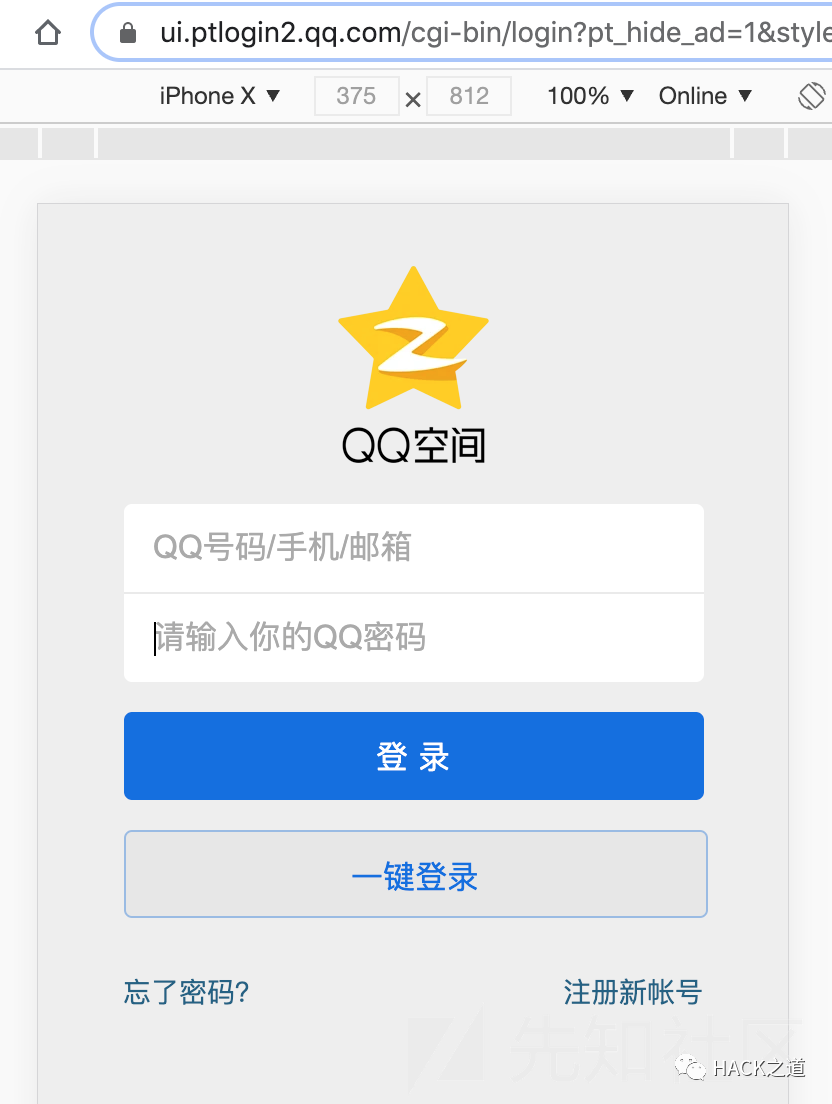 ui.ptlogin2.qq.com/cgi-bin/login?pt_hide_ad=1&style
iPhone X ▼ 375 × 812 100% ▼ Online ▼
QQ空间
QQ号码/手机/邮箱
请输入你的QQ密码
登 录
一键登录
忘了密码? 注册新帐号
先知社区
HACK之道